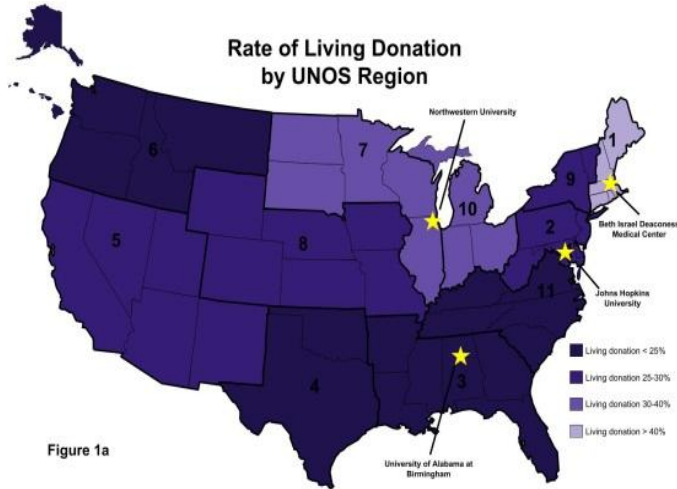 Rate of Living Donation
by UNOS Region
Northwestern University
1
6
7
9
10
Beth Israel Deaconess
Medical Center
2
5
8
Johns Hopkins
University
11
Living donation < 25%
4
3
Living donation 25-30%
Living donation 30-40%
Living donation > 40%
Figure 1a
University of Alabama at
Birmingham